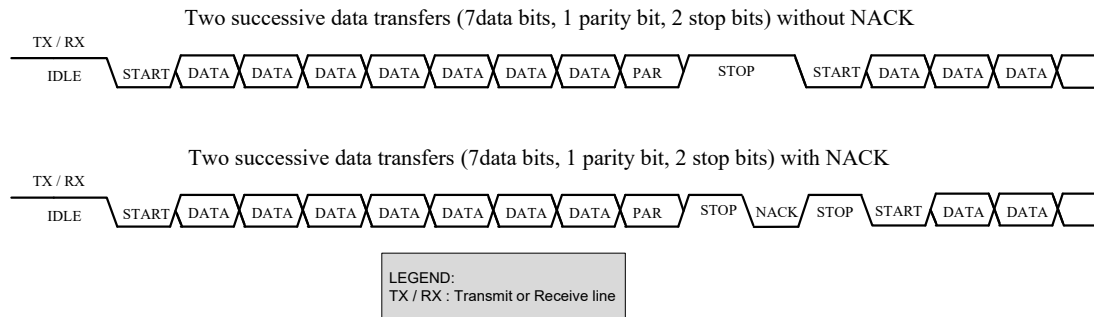 Two successive data transfers (7data bits, 1 parity bit, 2 stop bits) without NACK
TX / RX
IDLE START DATA DATA DATA DATA DATA DATA DATA PAR STOP START DATA DATA DATA
Two successive data transfers (7data bits, 1 parity bit, 2 stop bits) with NACK
TX / RX
IDLE START DATA DATA DATA DATA DATA DATA DATA PAR STOP NACK STOP START DATA DATA
LEGEND:
TX / RX : Transmit or Receive line